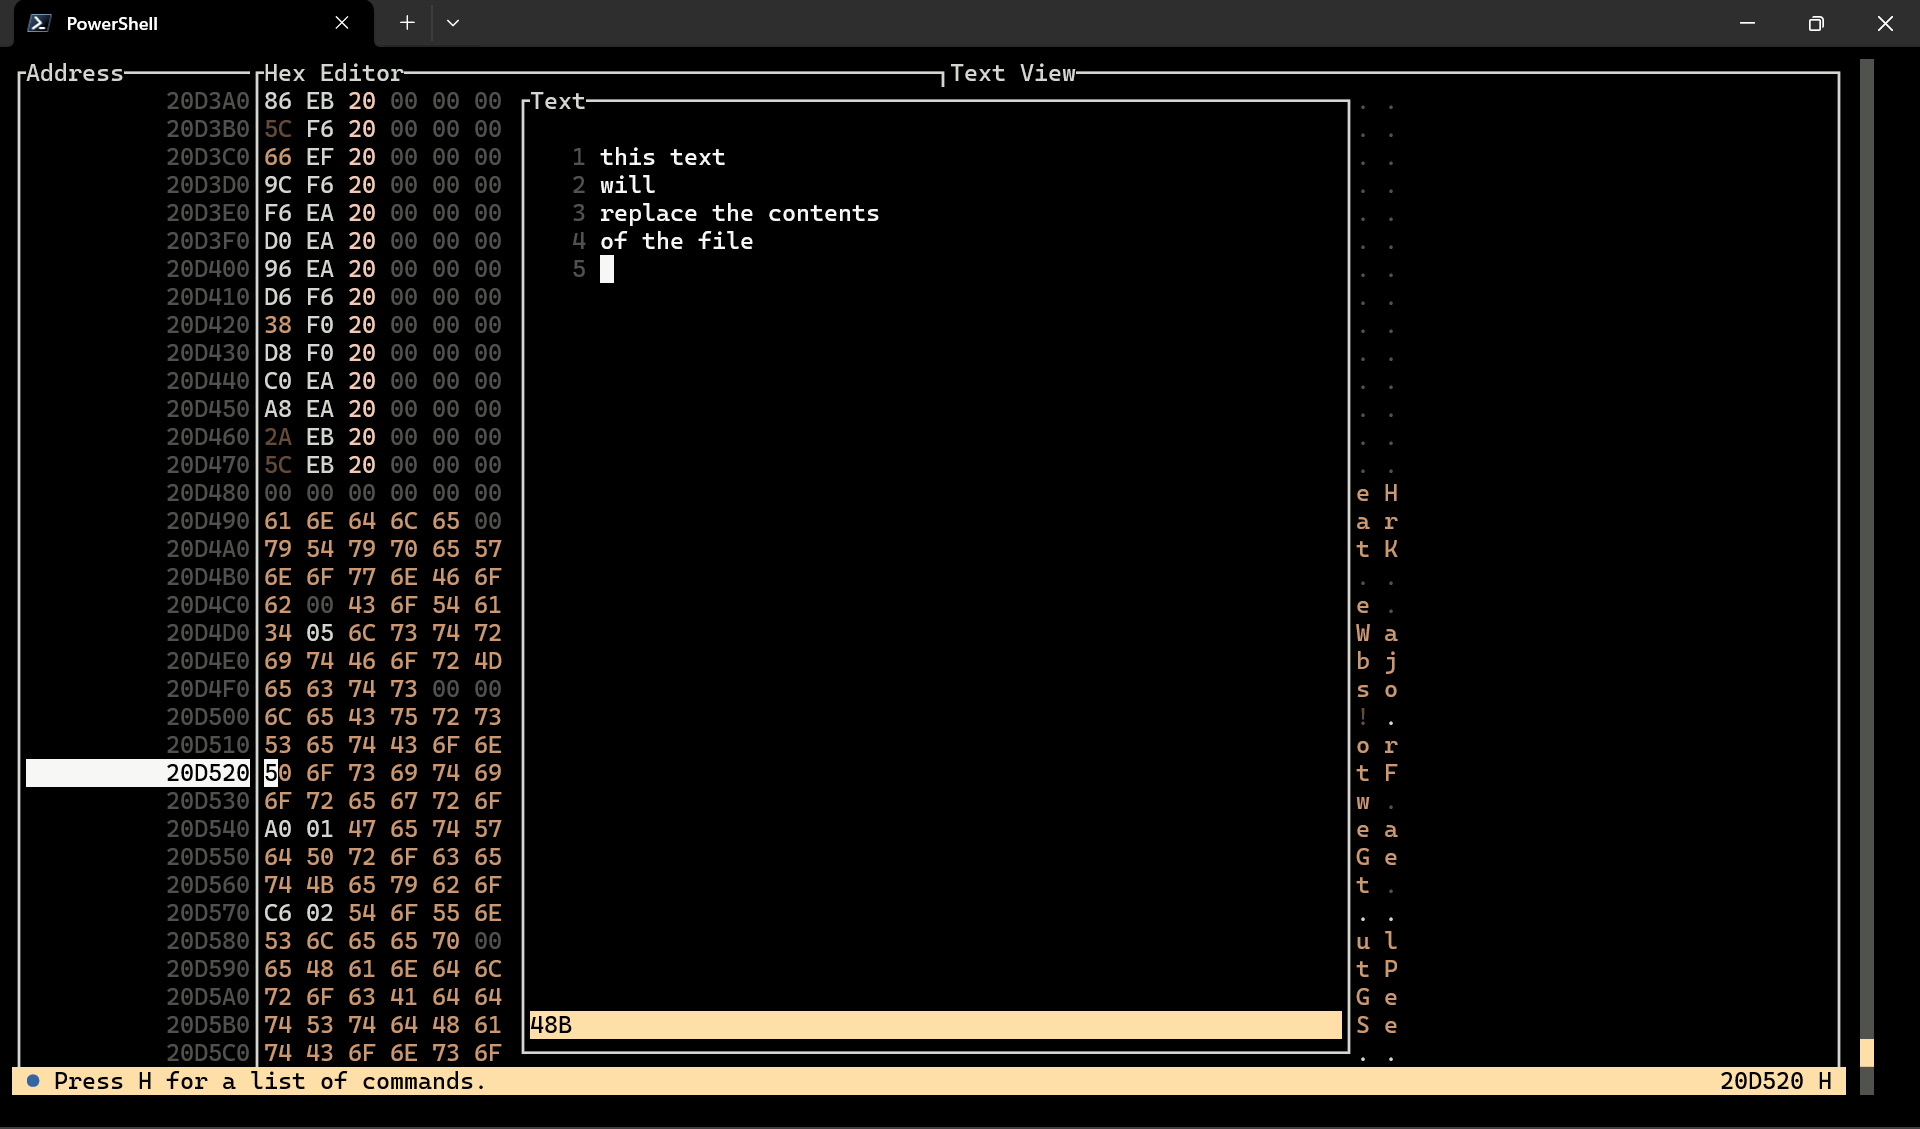 PowerShell
Address Hex Editor Text View
20D3A0 86 EB 20 00 00 00 Text . .
20D3B0 5C F6 20 00 00 00 . .
20D3C0 66 EF 20 00 00 00 1 this text . .
20D3D0 9C F6 20 00 00 00 2 will . .
20D3E0 F6 EA 20 00 00 00 3 replace the contents . .
20D3F0 D0 EA 20 00 00 00 4 of the file . .
20D400 96 EA 20 00 00 00 5 . .
20D410 D6 F6 20 00 00 00 . .
20D420 38 F0 20 00 00 00 . .
20D430 D8 F0 20 00 00 00 . .
20D440 C0 EA 20 00 00 00 . .
20D450 A8 EA 20 00 00 00 . .
20D460 2A EB 20 00 00 00 . .
20D470 5C EB 20 00 00 00 . .
20D480 00 00 00 00 00 00 e H
20D490 61 6E 64 6C 65 00 a r
20D4A0 79 54 79 70 65 57 t K
20D4B0 6E 6F 77 6E 46 6F . .
20D4C0 62 00 43 6F 54 61 e .
20D4D0 34 05 6C 73 74 72 W a
20D4E0 69 74 46 6F 72 4D b j
20D4F0 65 63 74 73 00 00 s o
20D500 6C 65 43 75 72 73 ! .
20D510 53 65 74 43 6F 6E o r
20D520 50 6F 73 69 74 69 t F
20D530 6F 72 65 67 72 6F w .
20D540 A0 01 47 65 74 57 e a
20D550 64 50 72 6F 63 65 G e
20D560 74 4B 65 79 62 6F t .
20D570 C6 02 54 6F 55 6E . .
20D580 53 6C 65 65 70 00 u l
20D590 65 48 61 6E 64 6C t P
20D5A0 72 6F 63 41 64 64 G e
20D5B0 74 53 74 64 48 61 48B S e
20D5C0 74 43 6F 6E 73 6F . .
Press H for a list of commands. 20D520 H